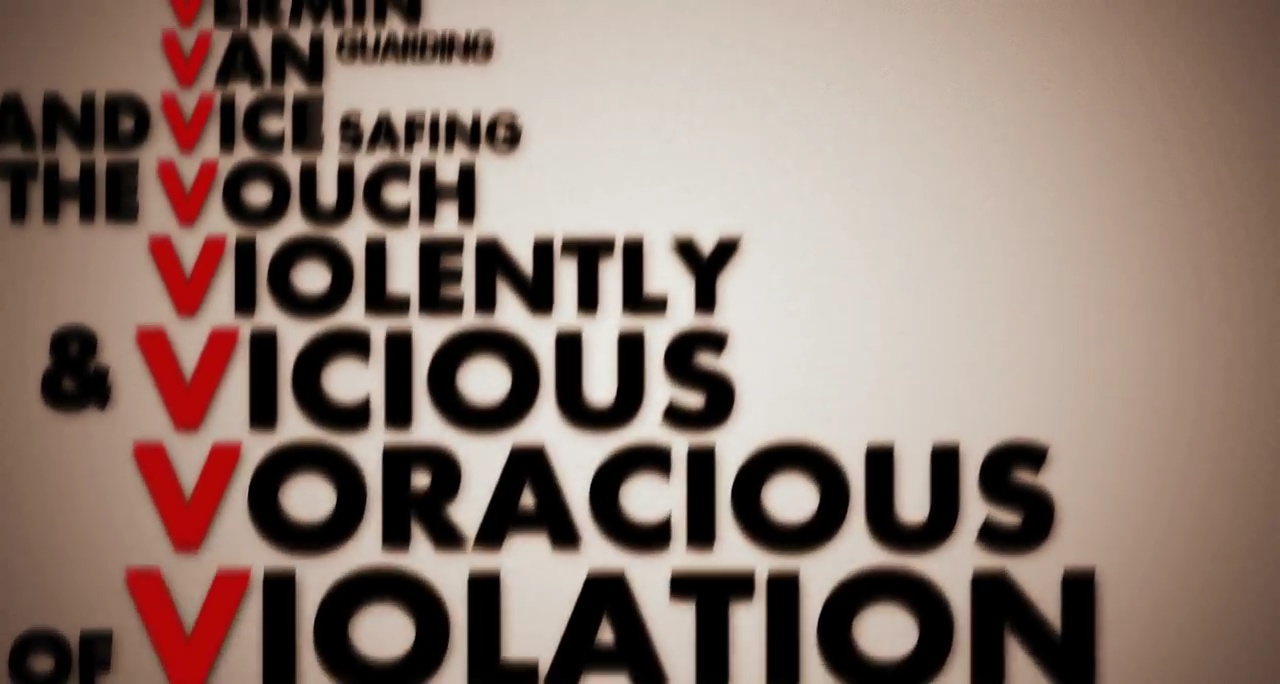 VERMIN
VAN GUARDING
AND VICE SAFING
THE VOUCH
VIOLENTLY
& VICIOUS
VORACIOUS
OF VIOLATION